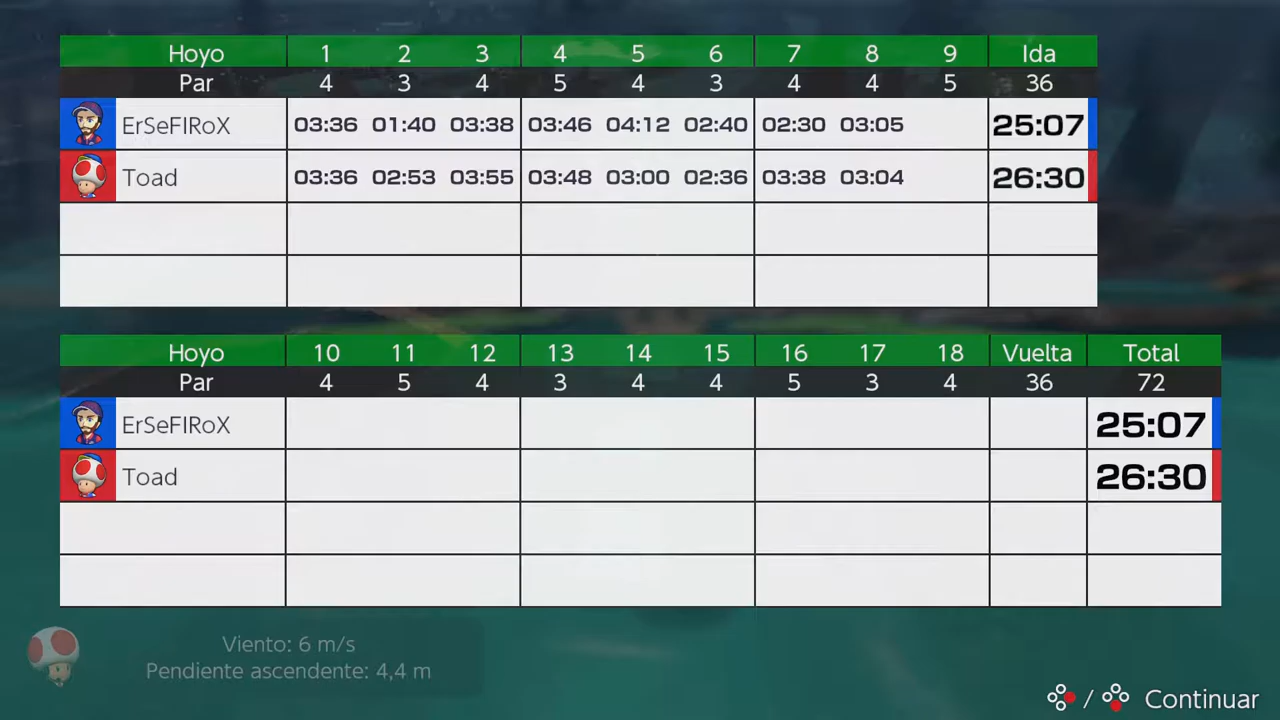 Hoyo 1 2 3 4 5 6 7 8 9 Ida
Par 4 3 4 5 4 3 4 4 5 36
ErSeFIRoX 03:36 01:40 03:38 03:46 04:12 02:40 02:30 03:05 25:07
Toad 03:36 02:53 03:55 03:48 03:00 02:36 03:38 03:04 26:30
Hoyo 10 11 12 13 14 15 16 17 18 Vuelta Total
Par 4 5 4 3 4 4 5 3 4 36 72
ErSeFIRoX 25:07
Toad 26:30
Viento: 6 m/s
Pendiente ascendente: 4,4 m
/ Continuar